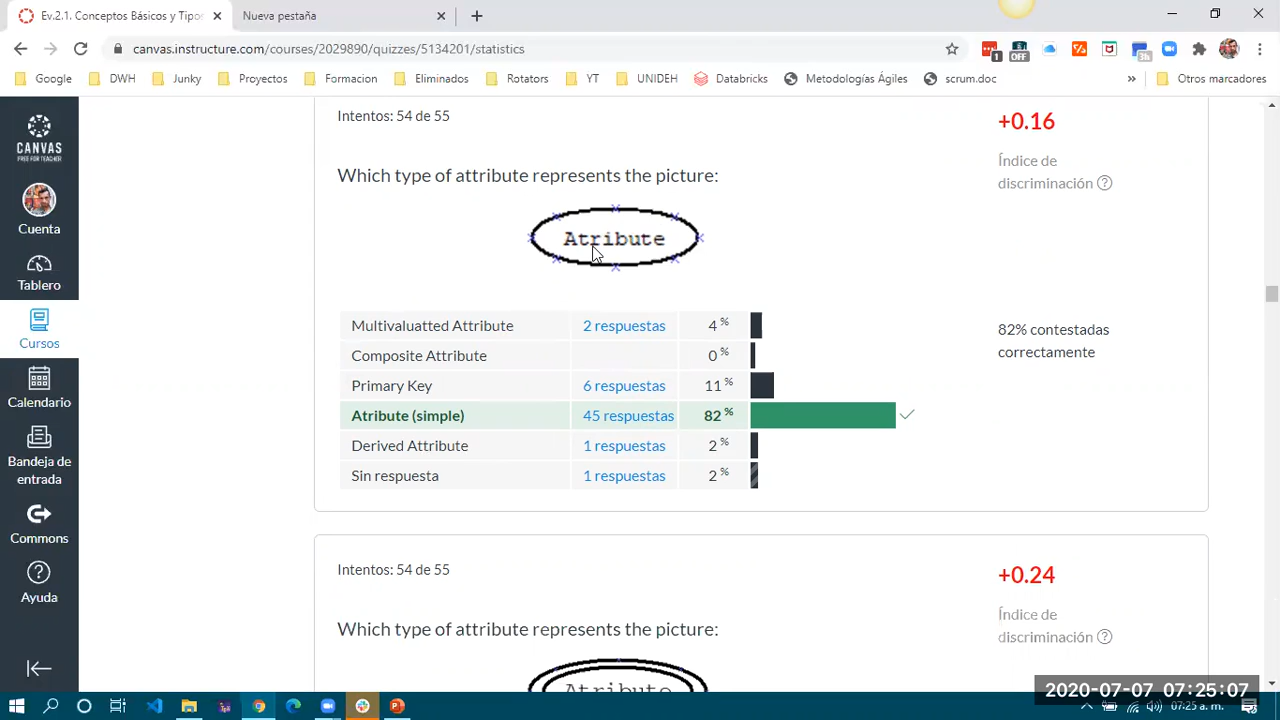 Ev.2.1. Conceptos Básicos y Tipo
Nueva pestaña
canvas.instructure.com/courses/2029890/quizzes/5134201/statistics
1
OFF
Google
DWH
Junky
Proyectos
Formacion
Eliminados
Rotators
YT
UNIDEH
Databricks
Metodologías Ágiles
scrum.doc
»
Otros marcadores
CANVAS
FREE FOR TEACHER
Cuenta
Tablero
Cursos
Calendario
Bandeja de
entrada
Commons
Ayuda
Intentos: 54 de 55
+0.16
Índice de
discriminación ?
Which type of attribute represents the picture:
Atribute
Multivaluatted Attribute 2 respuestas 4 %
Composite Attribute 0 %
Primary Key 6 respuestas 11 %
Atribute (simple) 45 respuestas 82 %
Derived Attribute 1 respuestas 2 %
Sin respuesta 1 respuestas 2 %
82% contestadas
correctamente
Intentos: 54 de 55
+0.24
Índice de
discriminación ?
Which type of attribute represents the picture:
Atribute
2020-07-07 07:25:07
07:25 a. m.